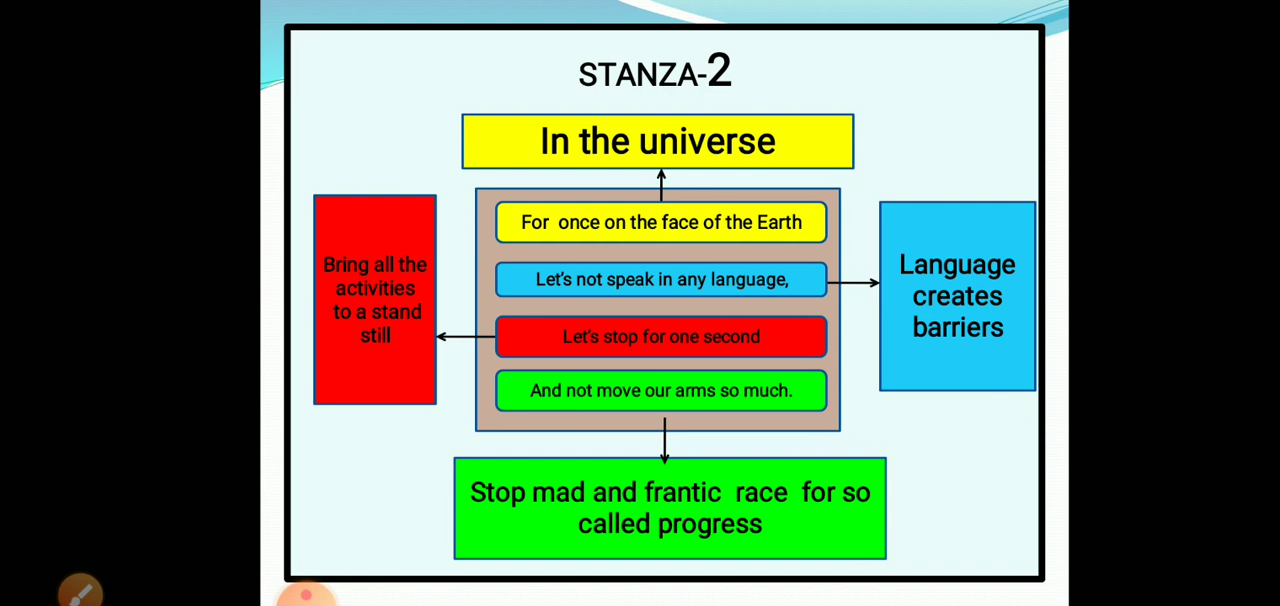 STANZA-2
In the universe
For once on the face of the Earth
Let's not speak in any language,
Let's stop for one second
And not move our arms so much.
Bring all the
activities
to a stand
still
Language
creates
barriers
Stop mad and frantic race for so
called progress